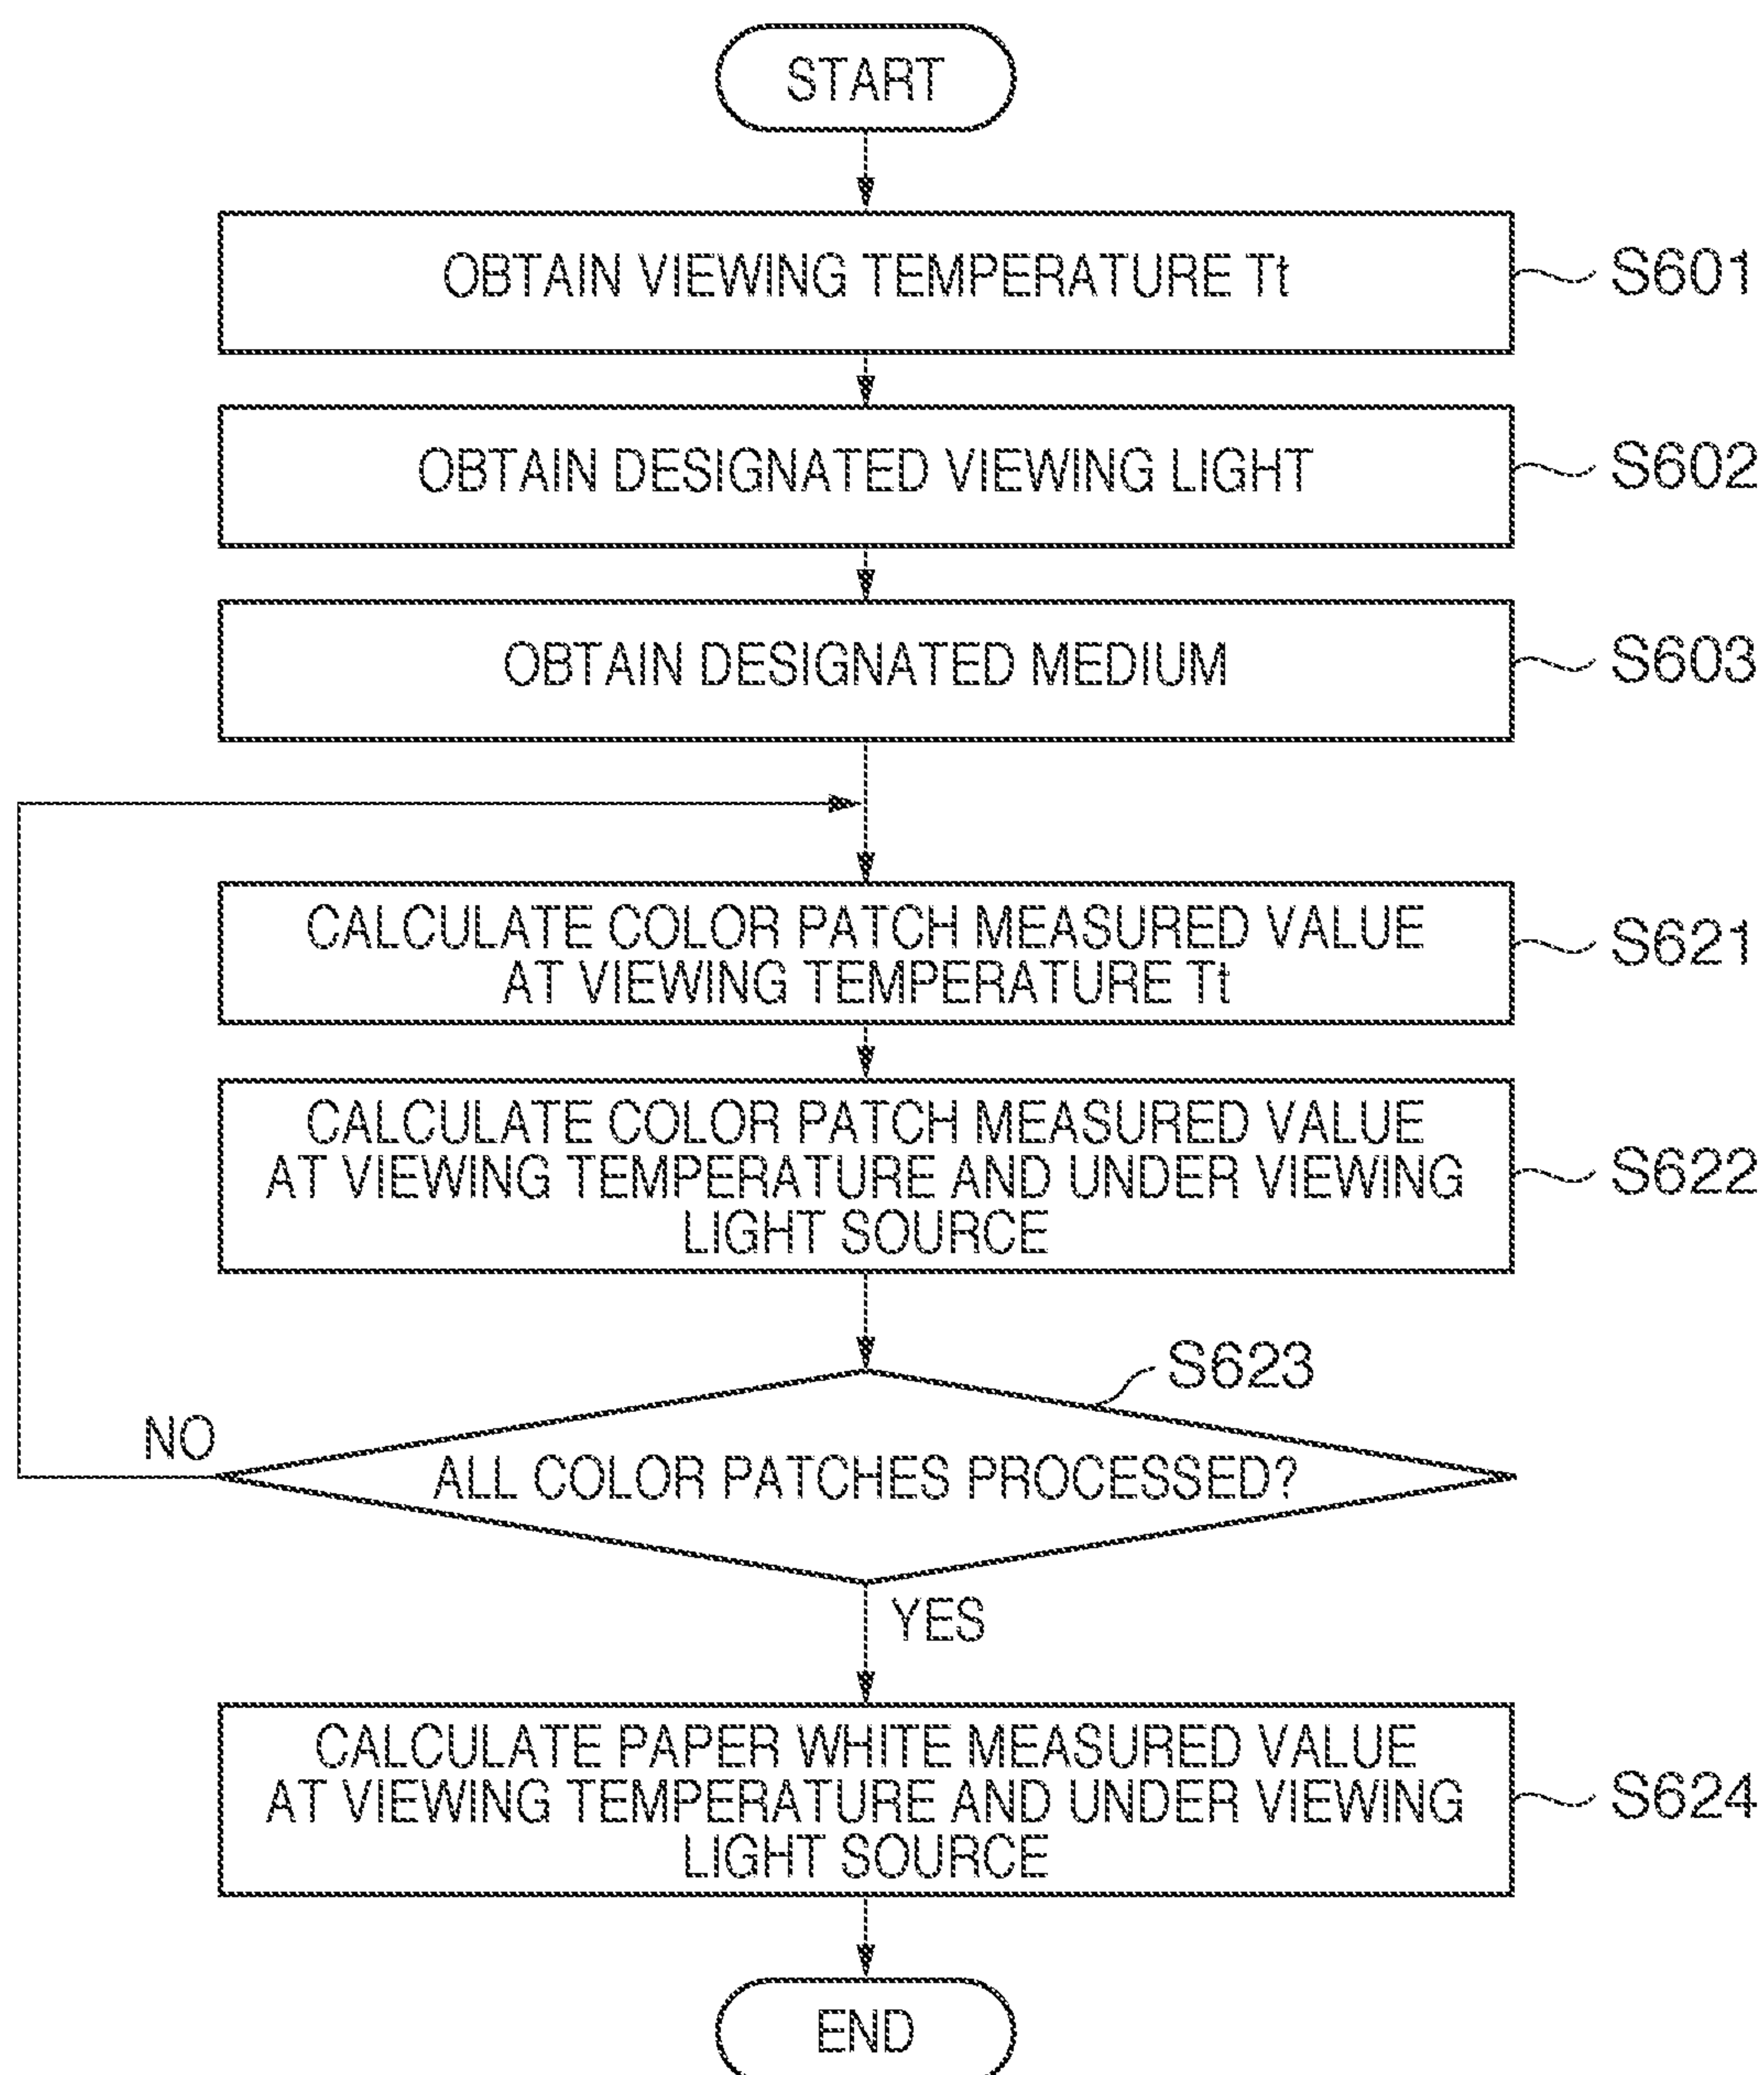 START
OBTAIN VIEWING TEMPERATURE Tt
S601
OBTAIN DESIGNATED VIEWING LIGHT
S602
OBTAIN DESIGNATED MEDIUM
S603
CALCULATE COLOR PATCH MEASURED VALUE
AT VIEWING TEMPERATURE Tt
S621
CALCULATE COLOR PATCH MEASURED VALUE
AT VIEWING TEMPERATURE AND UNDER VIEWING
LIGHT SOURCE
S622
S623
NO
ALL COLOR PATCHES PROCESSED?
YES
CALCULATE PAPER WHITE MEASURED VALUE
AT VIEWING TEMPERATURE AND UNDER VIEWING
LIGHT SOURCE
S624
END